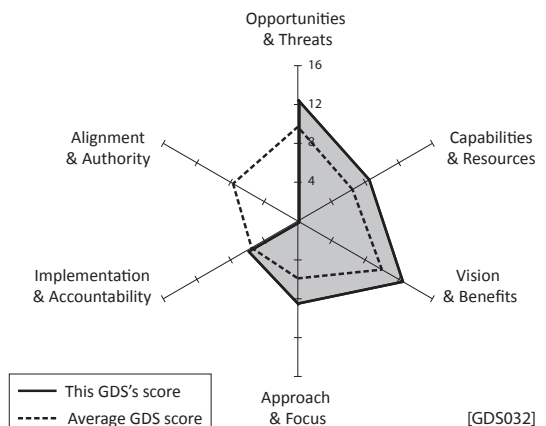 Opportunities
& Threats
16
12
8
4
Alignment
& Authority
Capabilities
& Resources
Implementation
& Accountability
Vision
& Benefits
Approach
& Focus
This GDS's score
Average GDS score
[GDS032]